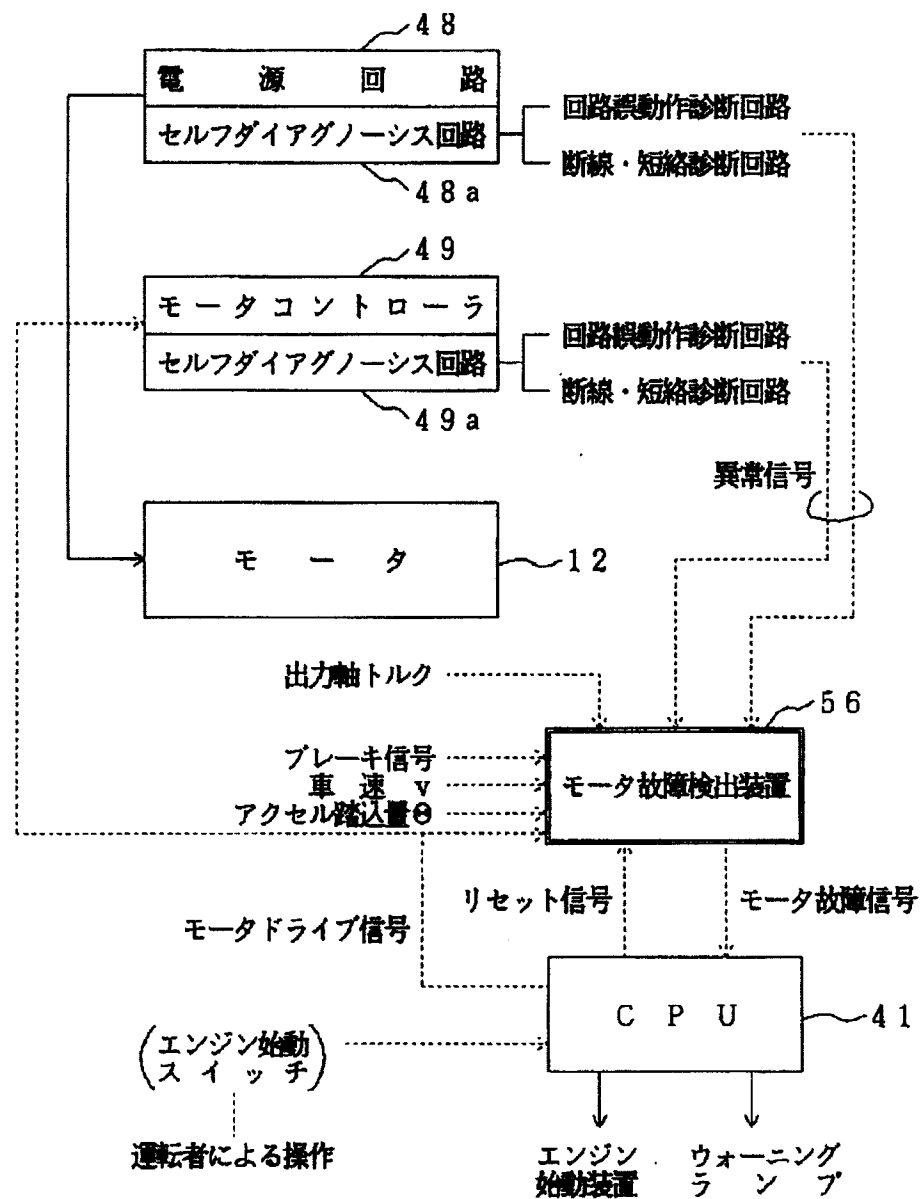 48
電源回路
セルフダイアグノーシス回路
48a
回路誤動作診断回路
断線・短絡診断回路
49
モータコントローラ
セルフダイアグノーシス回路
49a
回路誤動作診断回路
断線・短絡診断回路
異常信号
モータ
12
出力軸トルク
56
ブレーキ信号
車速v
アクセル踏込量Θ
モータ故障検出装置
リセット信号
モータ故障信号
モータドライブ信号
CPU
41
(エンジン始動
スイッチ)
運転者による操作
エンジン
始動装置
ウォーニング
ランプ